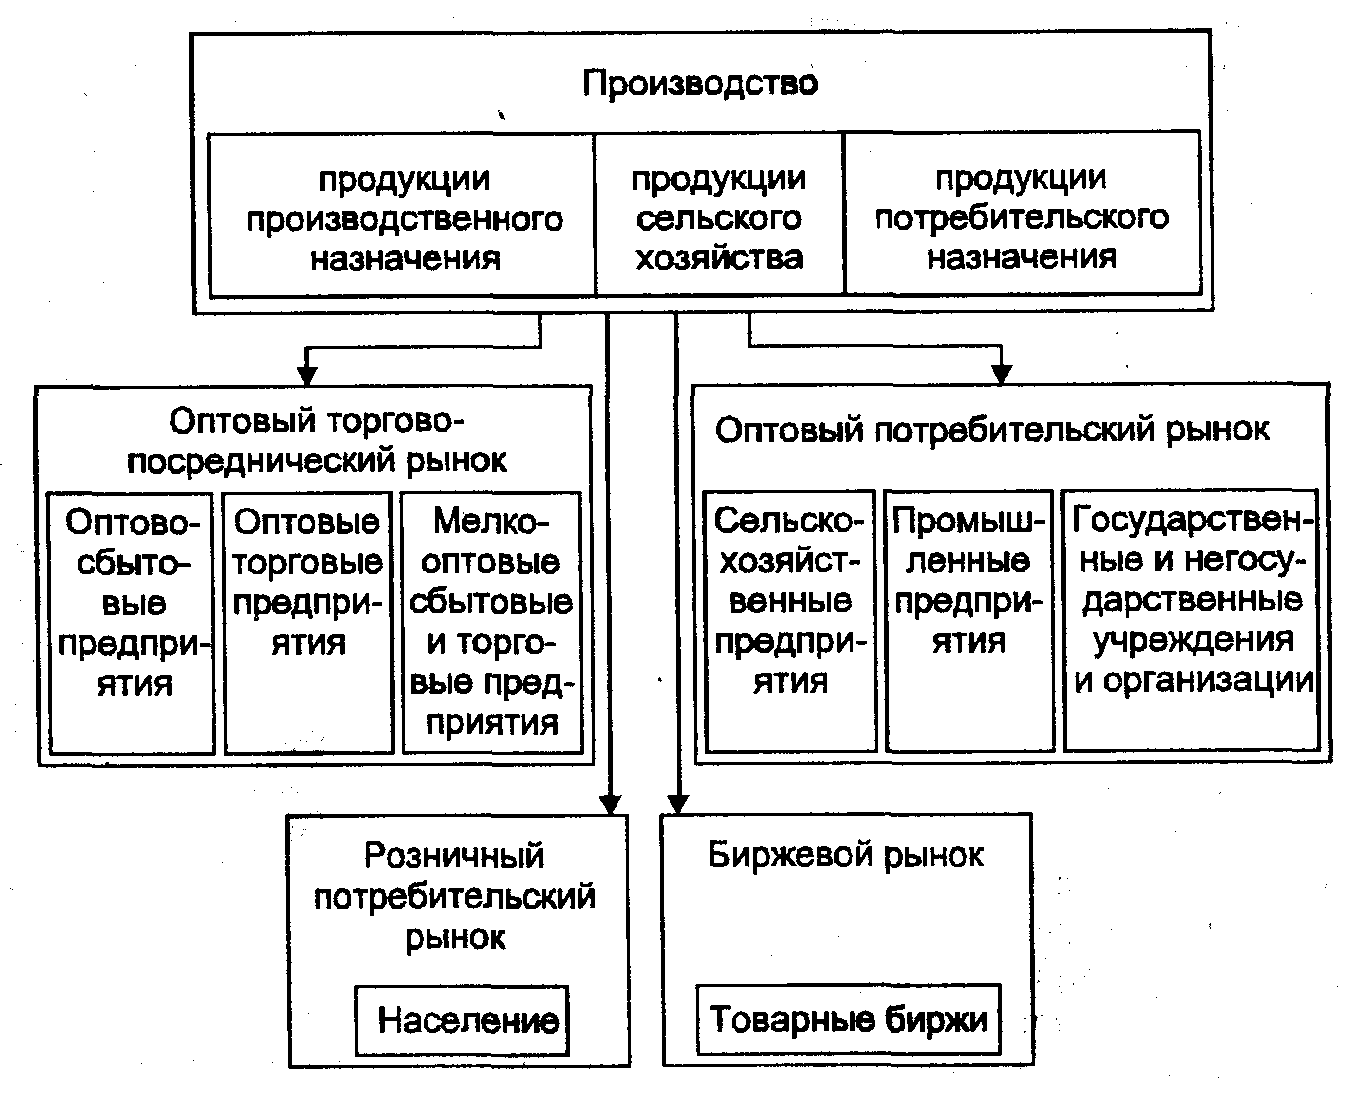 Производство
продукции
производственного
назначения
продукции
сельского
хозяйства
продукции
потребительского
назначения
Оптовый торгово-
посреднический рынок
Оптово-
сбыто-
вые
предпри-
ятия
Оптовые
торговые
предпри-
ятия
Мелко-
оптовые
сбытовые
и торго-
вые пред-
приятия
Оптовый потребительский рынок
Сельско-
хозяйст-
венные
предпри-
ятия
Промыш-
ленные
предпри-
ятия
Государствен-
ные и негосу-
дарственные
учреждения
и организации
Розничный
потребительский
рынок
Население
Биржевой рынок
Товарные биржи